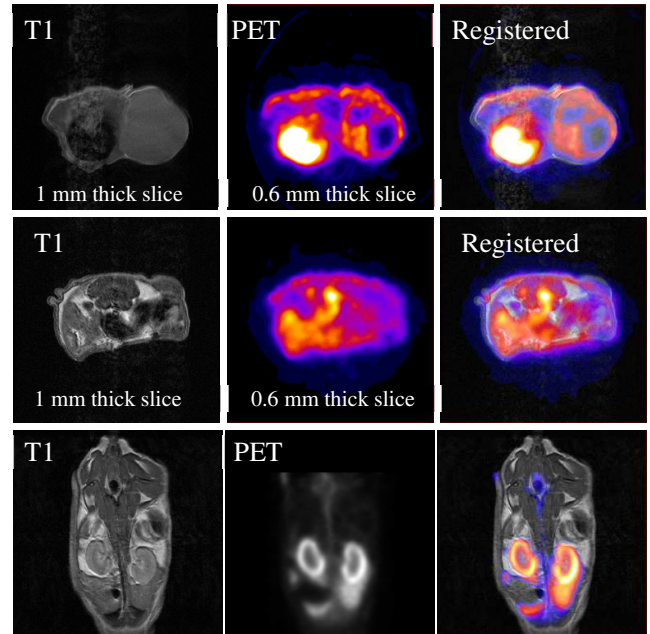 T1
PET
Registered
1 mm thick slice
0.6 mm thick slice
T1
Registered
1 mm thick slice
0.6 mm thick slice
T1
PET